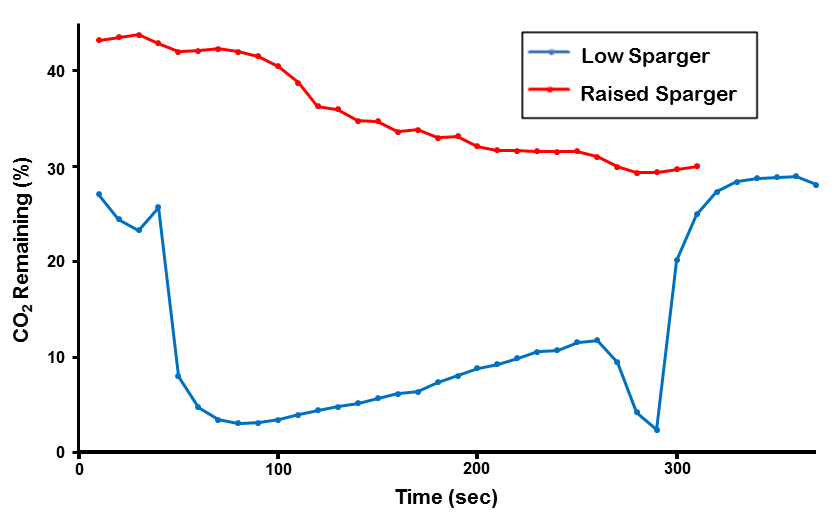 Low Sparger
Raised Sparger
CO₂ Remaining (%)
40
30
20
10
0
0 100 200 300
Time (sec)